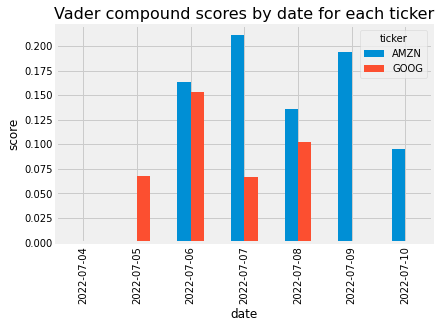 Vader compound scores by date for each ticker
ticker
AMZN
GOOG
score
0.200
0.175
0.150
0.125
0.100
0.075
0.050
0.025
0.000
2022-07-04
2022-07-05
2022-07-06
2022-07-07
2022-07-08
2022-07-09
2022-07-10
date